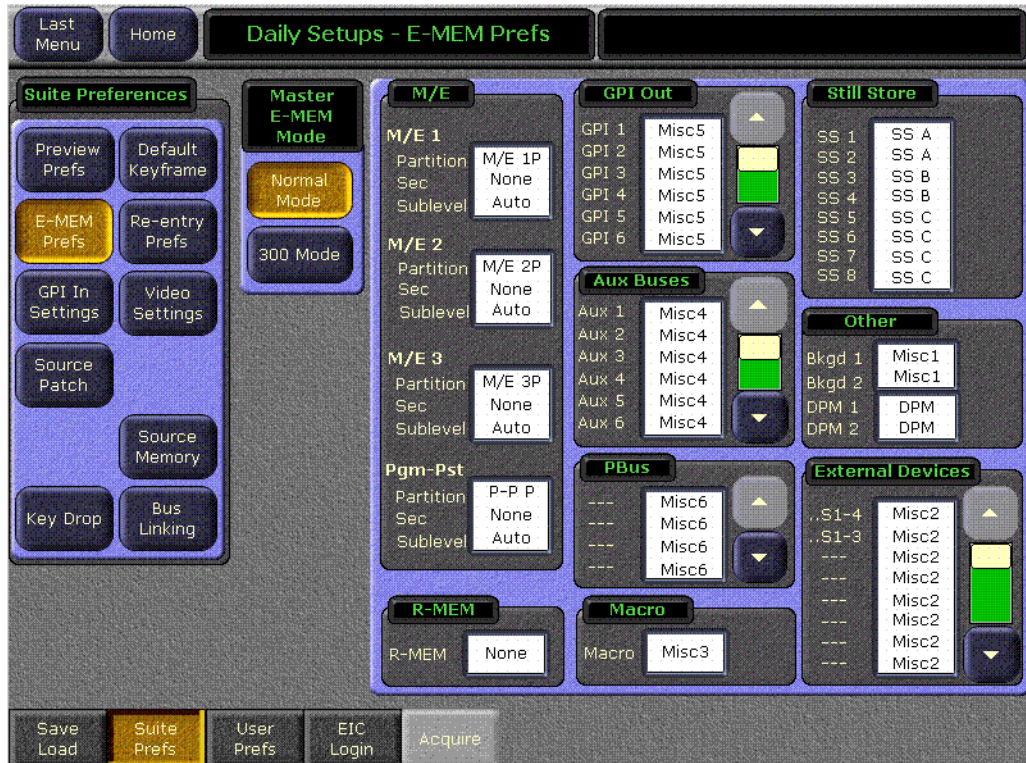 Last
Menu
Home
Daily Setups - E-MEM Prefs
Suite Preferences
Preview
Prefs
Default
Keyframe
E-MEM
Prefs
Re-entry
Prefs
GPI In
Settings
Video
Settings
Source
Patch
Source
Memory
Key Drop
Bus
Linking
Master
E-MEM
Mode
Normal
Mode
300 Mode
M/E
M/E 1
Partition M/E 1P
Sec None
Sublevel Auto
M/E 2
Partition M/E 2P
Sec None
Sublevel Auto
M/E 3
Partition M/E 3P
Sec None
Sublevel Auto
Pgm-Pst
Partition P-P P
Sec None
Sublevel Auto
R-MEM
R-MEM None
GPI Out
GPI 1 Misc5
GPI 2 Misc5
GPI 3 Misc5
GPI 4 Misc5
GPI 5 Misc5
GPI 6 Misc5
Aux Buses
Aux 1 Misc4
Aux 2 Misc4
Aux 3 Misc4
Aux 4 Misc4
Aux 5 Misc4
Aux 6 Misc4
PBus
--- Misc6
--- Misc6
--- Misc6
--- Misc6
Macro
Macro Misc3
Still Store
SS 1 SS A
SS 2 SS A
SS 3 SS B
SS 4 SS B
SS 5 SS C
SS 6 SS C
SS 7 SS C
SS 8 SS C
Other
Bkgd 1 Misc1
Bkgd 2 Misc1
DPM 1 DPM
DPM 2 DPM
External Devices
..S1-4 Misc2
..S1-3 Misc2
--- Misc2
--- Misc2
--- Misc2
--- Misc2
--- Misc2
--- Misc2
Save
Load
Suite
Prefs
User
Prefs
EIC
Login
Acquire